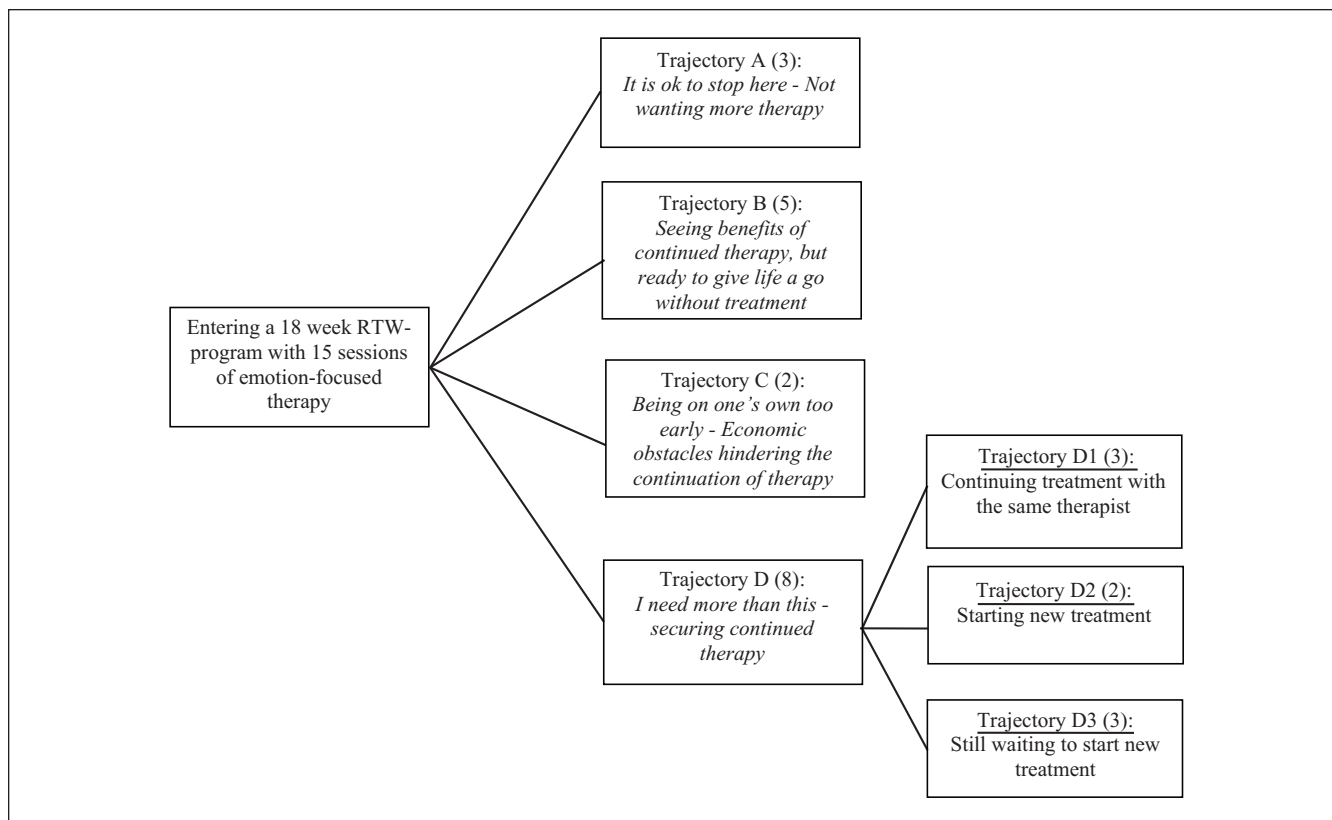 Entering a 18 week RTW-
program with 15 sessions
of emotion-focused
therapy
Trajectory A (3):
It is ok to stop here - Not
wanting more therapy
Trajectory B (5):
Seeing benefits of
continued therapy, but
ready to give life a go
without treatment
Trajectory C (2):
Being on one’s own too
early - Economic
obstacles hindering the
continuation of therapy
Trajectory D (8):
I need more than this -
securing continued
therapy
Trajectory D1 (3):
Continuing treatment with
the same therapist
Trajectory D2 (2):
Starting new treatment
Trajectory D3 (3):
Still waiting to start new
treatment